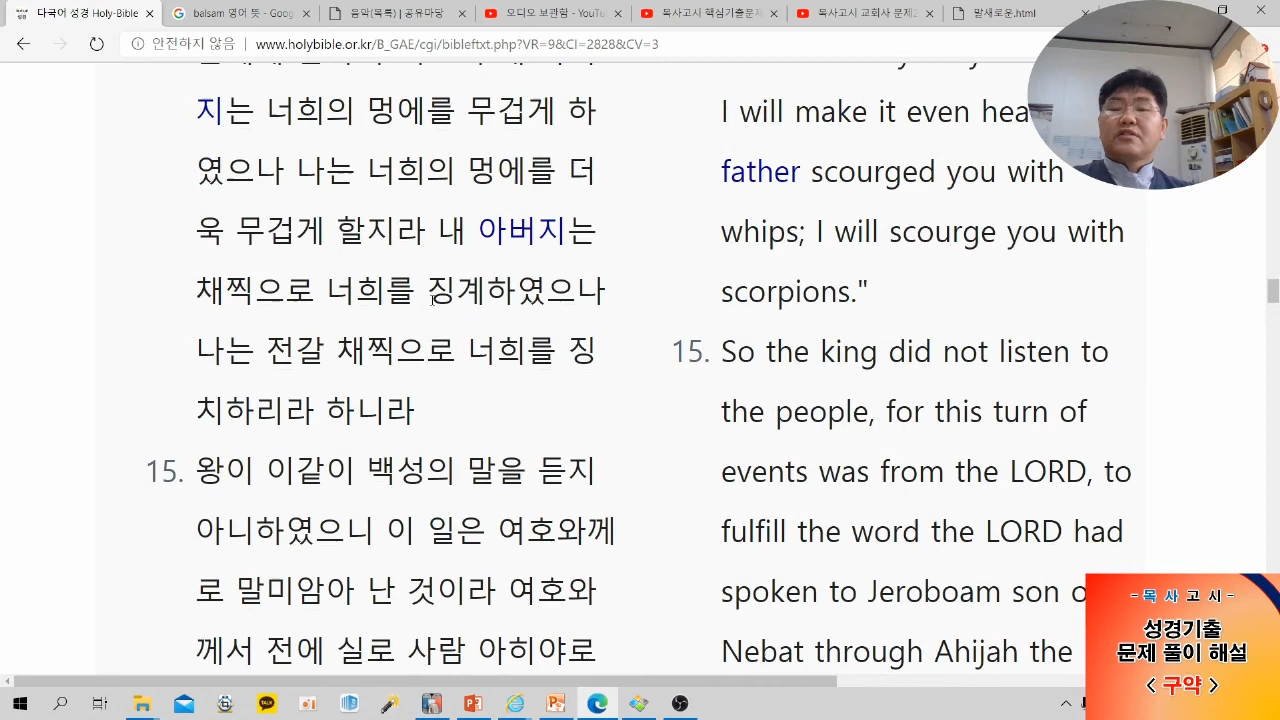 다국어 성경 Holy-Bible
balsam 영어 뜻 - Goog
음악(목록) | 공유마당
오디오 보관함 - YouTu
목사고시 핵심기출문
목사고시 교회사 문제2
말새로운.html
안전하지 않음 www.holybible.or.kr/B_GAE/cgi/bibleftxt.php?VR=9&CI=2828&CV=3
지는 너희의 멍에를 무겁게 하
였으나 나는 너희의 멍에를 더
욱 무겁게 할지라 내 아버지는
채찍으로 너희를 징계하였으나
나는 전갈 채찍으로 너희를 징
치하리라 하니라
15. 왕이 이같이 백성의 말을 듣지
아니하였으니 이 일은 여호와께
로 말미암아 난 것이라 여호와
께서 전에 실로 사람 아히야로
I will make it even hea
father scourged you with
whips; I will scourge you with
scorpions."
15. So the king did not listen to
the people, for this turn of
events was from the LORD, to
fulfill the word the LORD had
spoken to Jeroboam son o
Nebat through Ahijah the
- 목 사 고 시 -
성경기출
문제 풀이 해설
< 구약 >